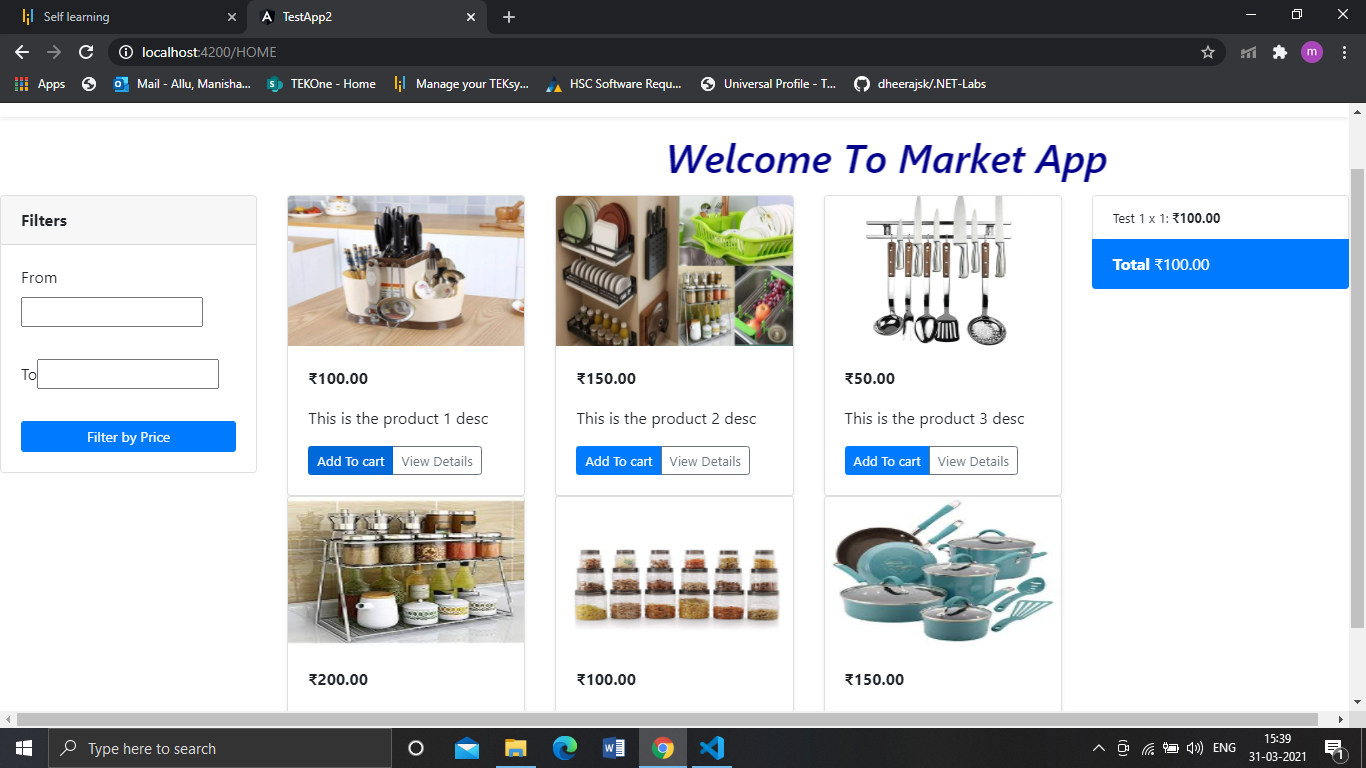 Self learning
TestApp2
localhost:4200/HOME
m
Apps
Mail - Allu, Manisha...
TEKOne - Home
Manage your TEKsy...
HSC Software Requ...
Universal Profile - T...
dheerajsk/.NET-Labs
Welcome To Market App
Filters
From
To
Filter by Price
₹100.00
This is the product 1 desc
Add To cart View Details
₹150.00
This is the product 2 desc
Add To cart View Details
₹50.00
This is the product 3 desc
Add To cart View Details
Test 1 x 1: ₹100.00
Total ₹100.00
₹200.00
₹100.00
₹150.00
Type here to search
ENG
15:39
31-03-2021
1